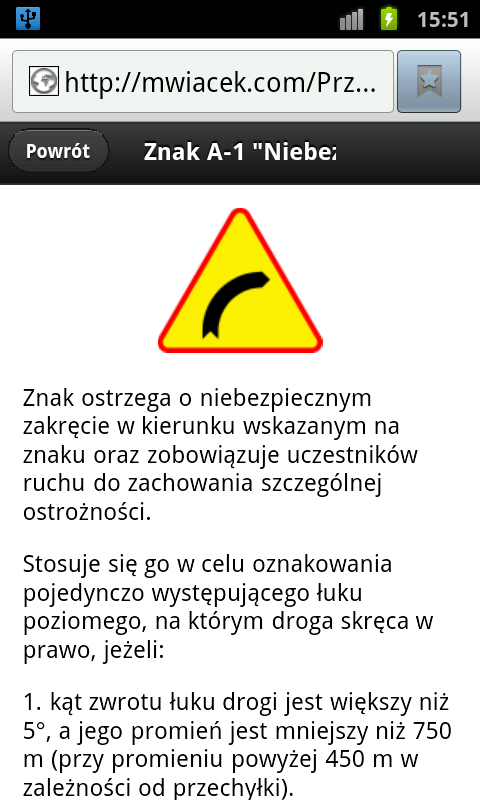 15:51
http://mwiacek.com/Prz...
Powrót
Znak A-1 "Niebez
Znak ostrzega o niebezpiecznym
zakręcie w kierunku wskazanym na
znaku oraz zobowiązuje uczestników
ruchu do zachowania szczególnej
ostrożności.
Stosuje się go w celu oznakowania
pojedynczo występującego łuku
poziomego, na którym droga skręca w
prawo, jeżeli:
1. kąt zwrotu łuku drogi jest większy niż
5°, a jego promień jest mniejszy niż 750
m (przy promieniu powyżej 450 m w
zależności od przechyłki).